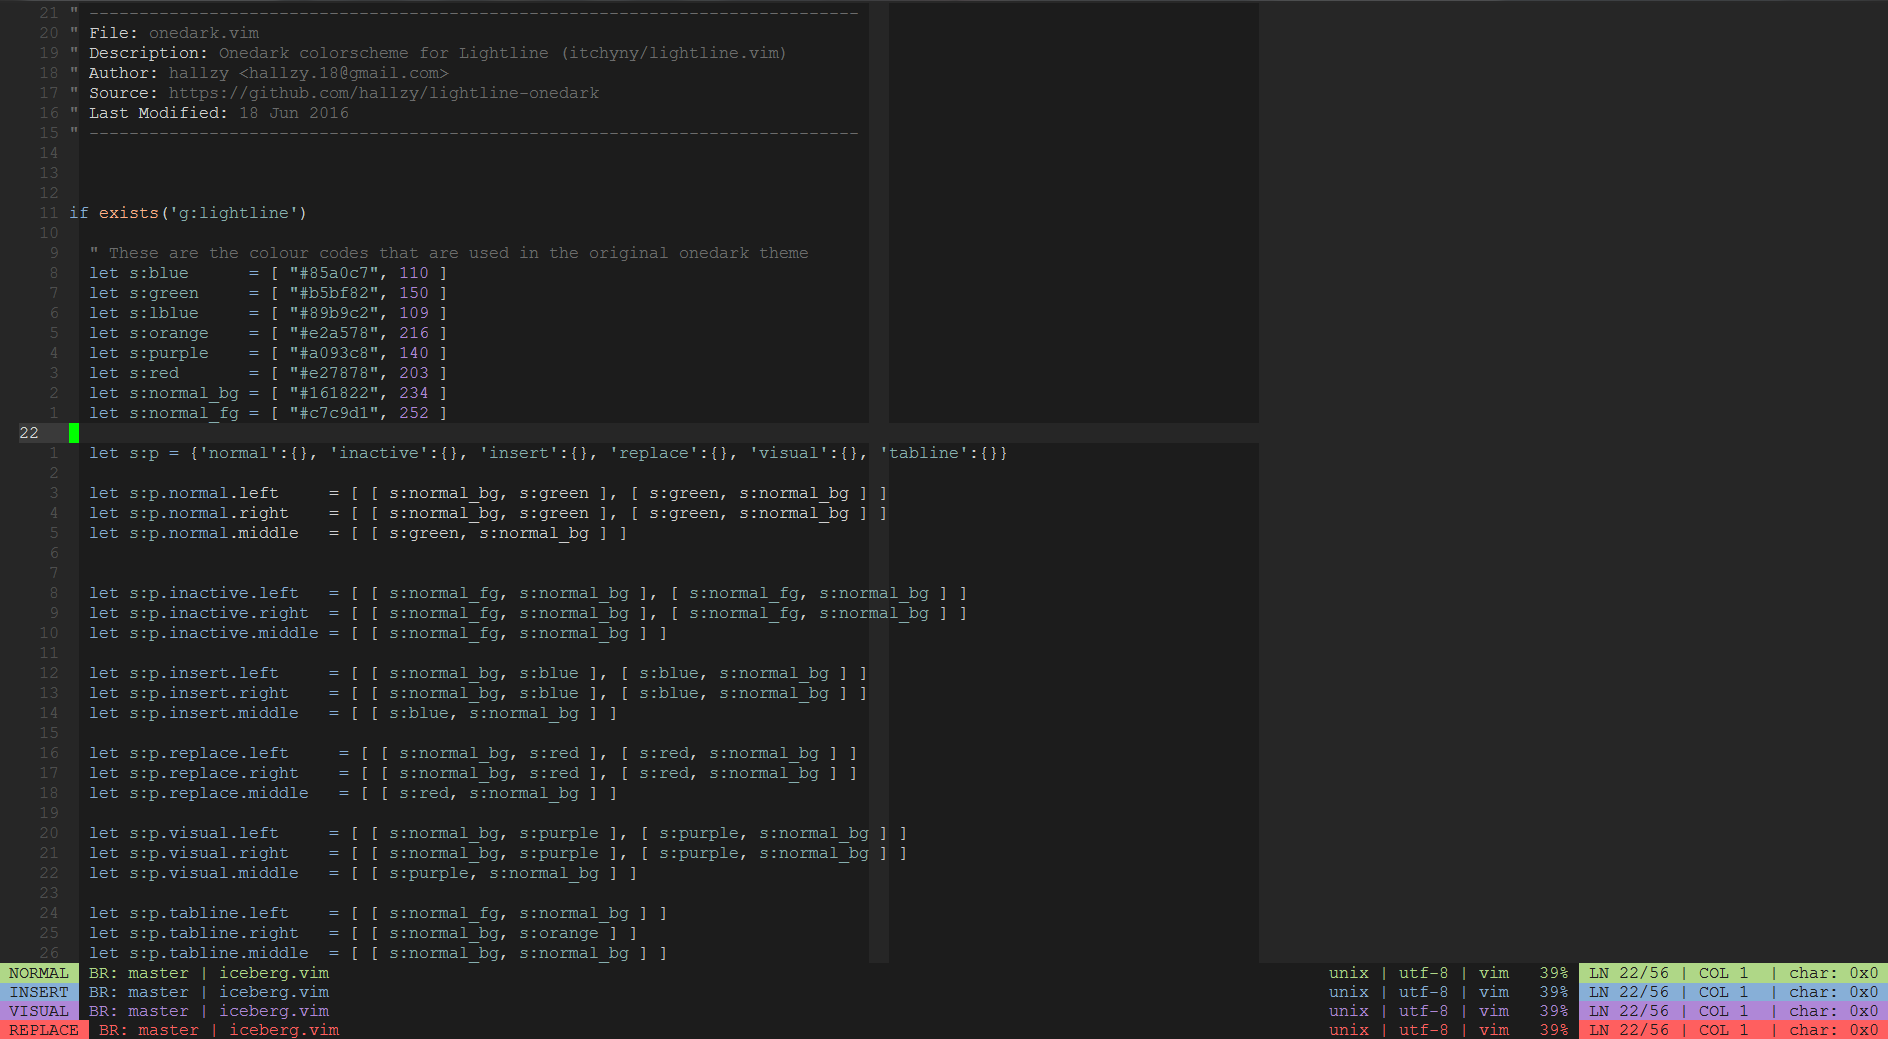 21 " -----------------------------------------------------------------------------
20 " File: onedark.vim
19 " Description: Onedark colorscheme for Lightline (itchyny/lightline.vim)
18 " Author: hallzy <hallzy.18@gmail.com>
17 " Source: https://github.com/hallzy/lightline-onedark
16 " Last Modified: 18 Jun 2016
15 " -----------------------------------------------------------------------------
14
13
12
11 if exists('g:lightline')
10
9   " These are the colour codes that are used in the original onedark theme
8   let s:blue      = [ "#85a0c7", 110 ]
7   let s:green     = [ "#b5bf82", 150 ]
6   let s:lblue     = [ "#89b9c2", 109 ]
5   let s:orange    = [ "#e2a578", 216 ]
4   let s:purple    = [ "#a093c8", 140 ]
3   let s:red       = [ "#e27878", 203 ]
2   let s:normal_bg = [ "#161822", 234 ]
1   let s:normal_fg = [ "#c7c9d1", 252 ]
22
1   let s:p = {'normal':{}, 'inactive':{}, 'insert':{}, 'replace':{}, 'visual':{}, 'tabline':{}}
2
3   let s:p.normal.left     = [ [ s:normal_bg, s:green ], [ s:green, s:normal_bg ] ]
4   let s:p.normal.right    = [ [ s:normal_bg, s:green ], [ s:green, s:normal_bg ] ]
5   let s:p.normal.middle   = [ [ s:green, s:normal_bg ] ]
6
7
8   let s:p.inactive.left   = [ [ s:normal_fg, s:normal_bg ], [ s:normal_fg, s:normal_bg ] ]
9   let s:p.inactive.right  = [ [ s:normal_fg, s:normal_bg ], [ s:normal_fg, s:normal_bg ] ]
10   let s:p.inactive.middle = [ [ s:normal_fg, s:normal_bg ] ]
11
12   let s:p.insert.left     = [ [ s:normal_bg, s:blue ], [ s:blue, s:normal_bg ] ]
13   let s:p.insert.right    = [ [ s:normal_bg, s:blue ], [ s:blue, s:normal_bg ] ]
14   let s:p.insert.middle   = [ [ s:blue, s:normal_bg ] ]
15
16   let s:p.replace.left     = [ [ s:normal_bg, s:red ], [ s:red, s:normal_bg ] ]
17   let s:p.replace.right    = [ [ s:normal_bg, s:red ], [ s:red, s:normal_bg ] ]
18   let s:p.replace.middle   = [ [ s:red, s:normal_bg ] ]
19
20   let s:p.visual.left     = [ [ s:normal_bg, s:purple ], [ s:purple, s:normal_bg ] ]
21   let s:p.visual.right    = [ [ s:normal_bg, s:purple ], [ s:purple, s:normal_bg ] ]
22   let s:p.visual.middle   = [ [ s:purple, s:normal_bg ] ]
23
24   let s:p.tabline.left    = [ [ s:normal_fg, s:normal_bg ] ]
25   let s:p.tabline.right   = [ [ s:normal_bg, s:orange ] ]
26   let s:p.tabline.middle  = [ [ s:normal_bg, s:normal_bg ] ]
NORMAL  BR: master | iceberg.vim  unix | utf-8 | vim  39%  LN 22/56 | COL 1  | char: 0x0
INSERT  BR: master | iceberg.vim  unix | utf-8 | vim  39%  LN 22/56 | COL 1  | char: 0x0
VISUAL  BR: master | iceberg.vim  unix | utf-8 | vim  39%  LN 22/56 | COL 1  | char: 0x0
REPLACE  BR: master | iceberg.vim  unix | utf-8 | vim  39%  LN 22/56 | COL 1  | char: 0x0